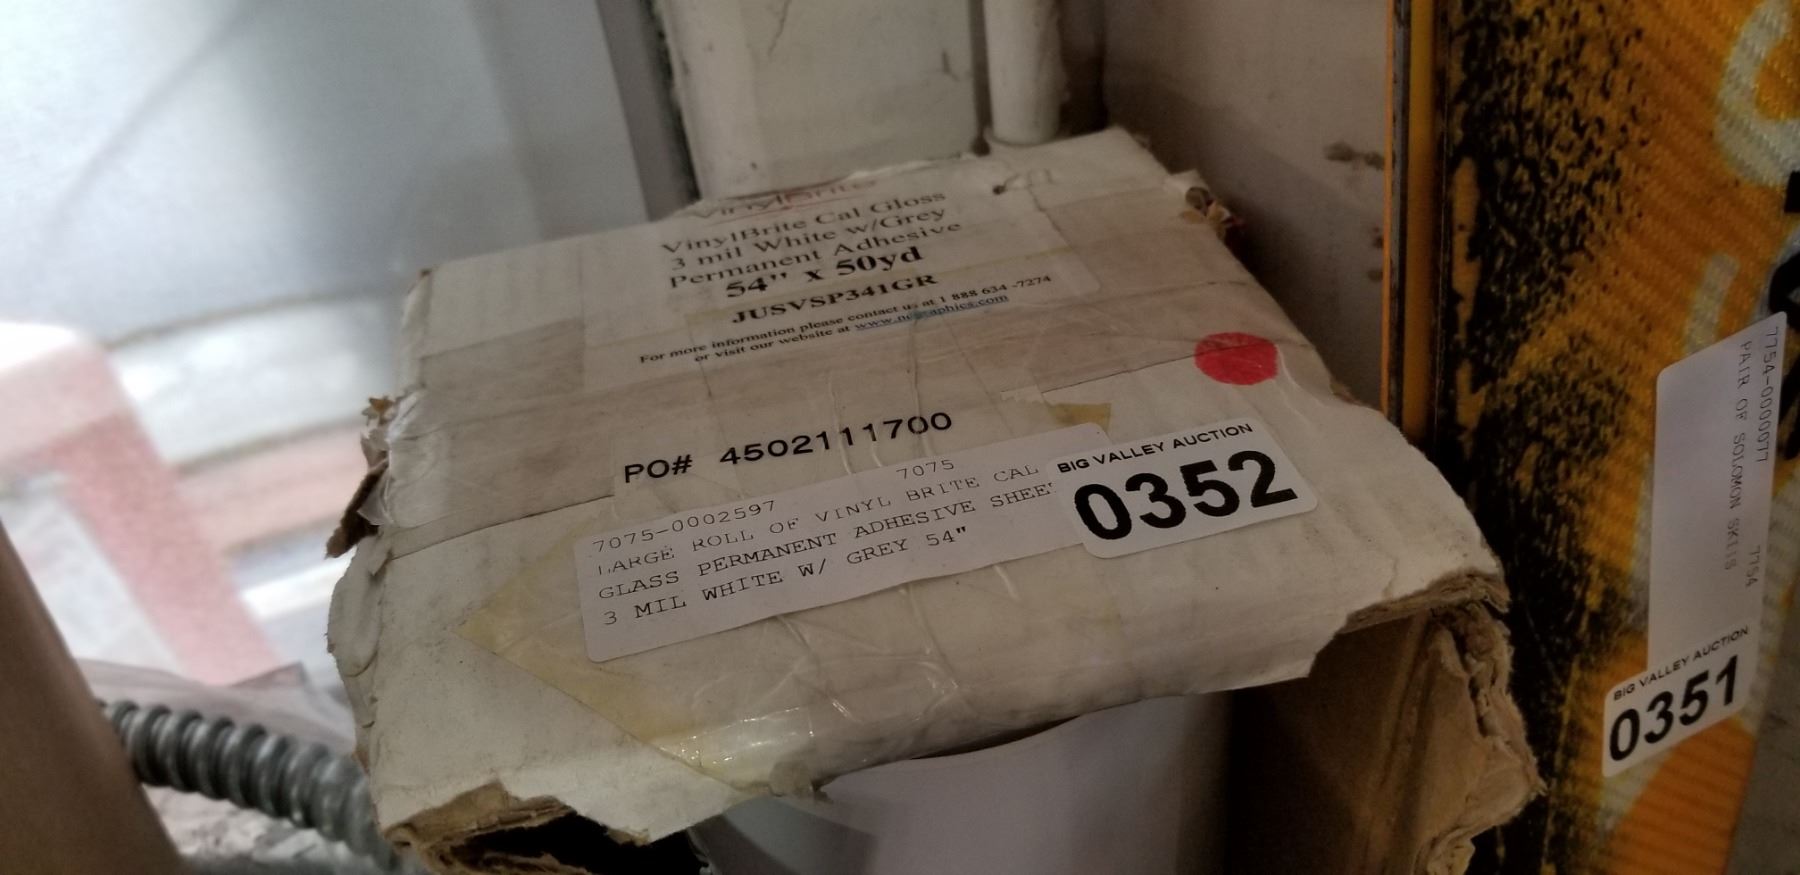 VinylBrite
VinylBrite Cal Gloss
3 mil White w/Grey
Permanent Adhesive
54" x 50yd
JUSVSP341GR
For more information please contact us at 1 888 634 -7274
or visit our website at
PO# 4502111700
7075-0002597 7075
LARGE ROLL OF VINYL BRITE CAL
GLASS PERMANENT ADHESIVE SHEE
3 MIL WHITE W/ GREY 54"
BIG VALLEY AUCTION
0352
7754-0000077 7754
PAIR OF SOLOMON SKIIS
BIG VALLEY AUCTION
0351